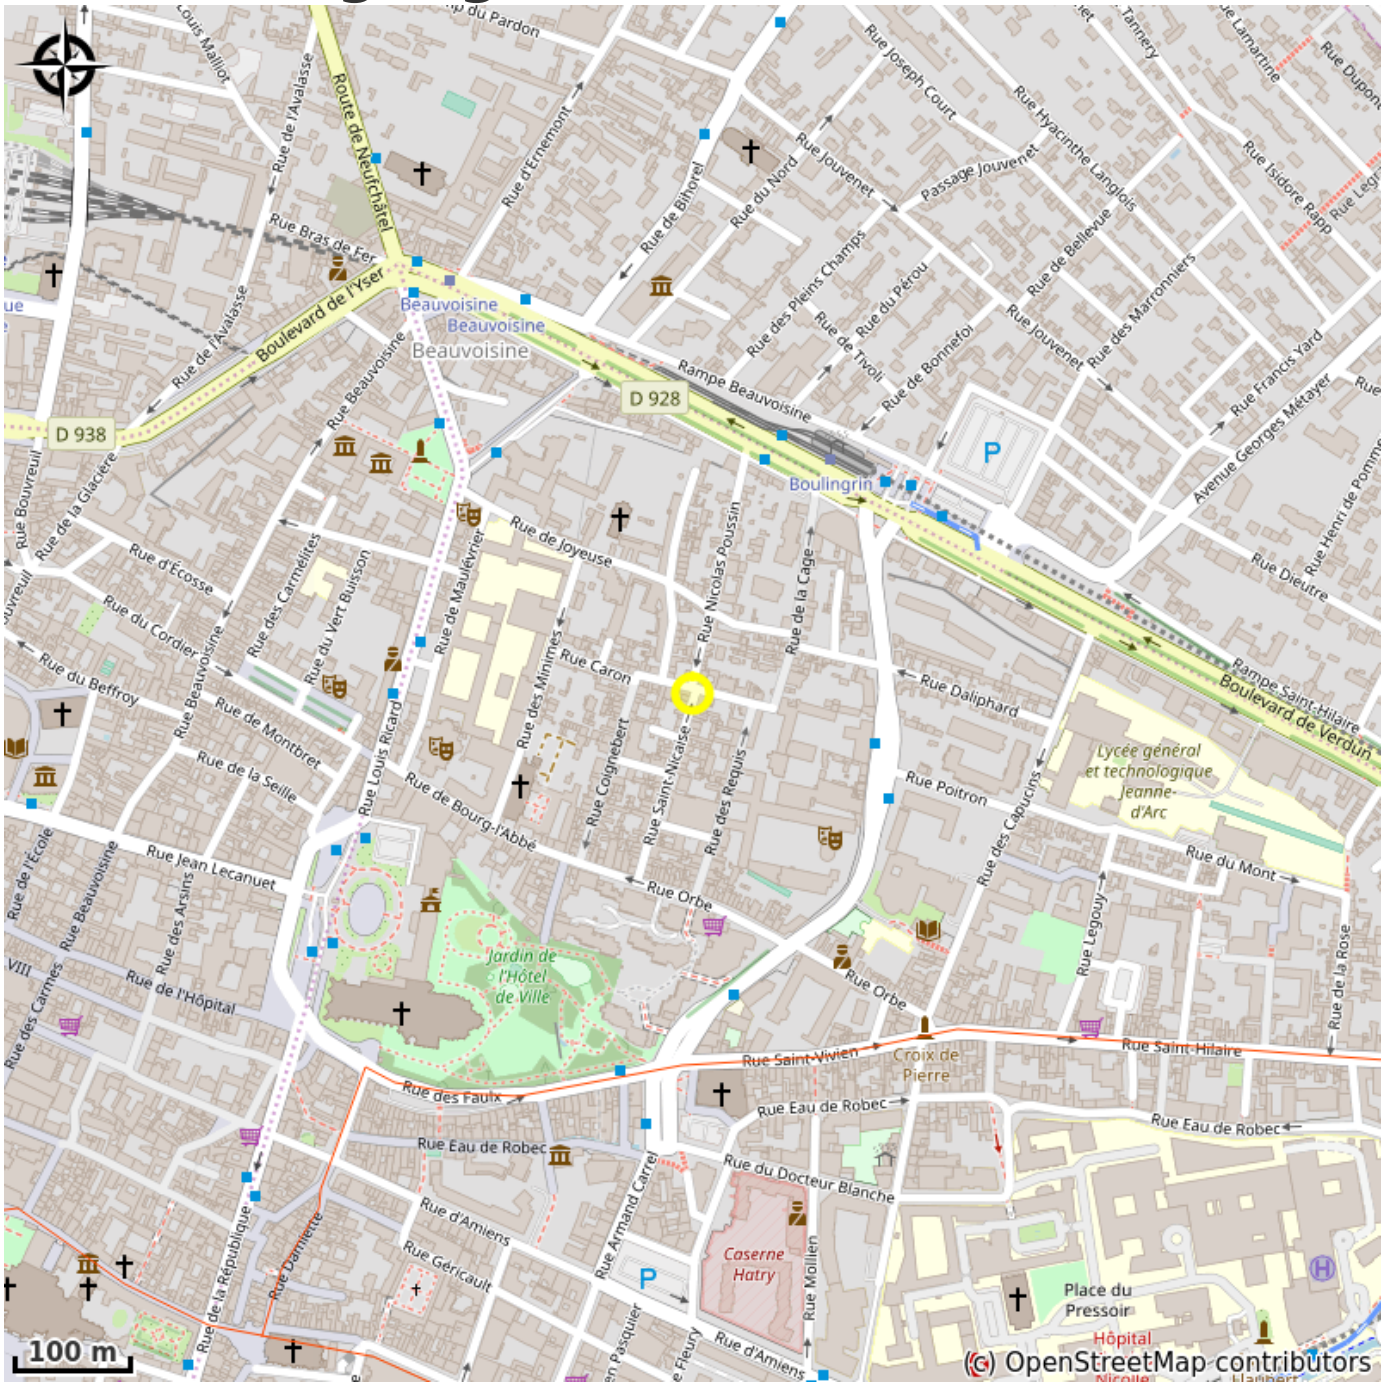 Louis Malliot
mp du Pardon
Rue Joseph Court
Tannery
ue Lamartine
Rue Dupont
Route de Neufchâtel
Rue de l'Avalasse
Rue d'Ernemont
Rue Hyacinthe Langlois
Rue Jouvenet
Passage Jouvenet
Rue Isidore Rapp
Rue Legra
Rue du Nord
Rue de Bihorel
Rue Bras de Fer
Rue de Bellevue
Rue des Pleins Champs
Rue du Pérou
Rue des Marronniers
Boulevard de l'Yser
Beauvoisine
Beauvoisine
Beauvoisine
ue
e
Rue de l'Avalasse
Rue de Tivoli
Rue Jouvenet
Rue de Bonnefoi
Rue Francis Yard
Rue
Rampe Beauvoisine
D 928
D 938
Rue Beauvoisine
Avenue Georges Métayer
P
Boulingrin
Rue Bouvreuil
Rue de la Glacière
Rue Henri de Pomme
Rue de Joyeuse
Rue Nicolas Poussin
Rue de Maulévrier
Rue de la Cage
Rue Dieutre
Rue d'Écosse
Rue des Carmélites
Rue du Vert Buisson
ouvreuil
Rue du Cordier
Rue des Minimes
Rue Caron
Rue du Beffroy
Rue Beauvoisine
Rue Daliphard
Rampe Saint-Hilaire
Boulevard de Verdun
Rue de Montbret
Rue Louis Ricard
Rue Coignebert
Rue Saint-Nicaise
Rue des Requis
Lycée général
et technologique
Jeanne-
d'Arc
Rue de la Seille
Rue de Bourg-l'Abbé
Rue Poitron
Rue des Capucins
Rue du Mont
Rue Jean Lecanuet
Rue de l'École
Rue Beauvoisine
Rue des Arsins
Rue Orbe
Rue Legouy
Rue de la Rose
Jardin de
l'Hôtel
de Ville
VIII
Rue de l'Hôpital
Rue des Carmes
Rue Orbe
Croix de
Pierre
Rue Saint-Vivien
Rue Saint-Hilaire
Rue des Faulx
Rue Eau de Robec
Rue Eau de Robec
Rue Eau de Robec
Rue du Docteur Blanche
Rue Armand Carrel
Rue d'Amiens
Rue Géricault
Rue Damiette
Rue de la République
Caserne
Hatry
Rue Molien
P
Place du
Pressoir
H
en Pasquier
e Fleury
Rue d'Amiens
e
Hôpital
Nicolle
Flaubert
100 m
(c) OpenStreetMap contributors